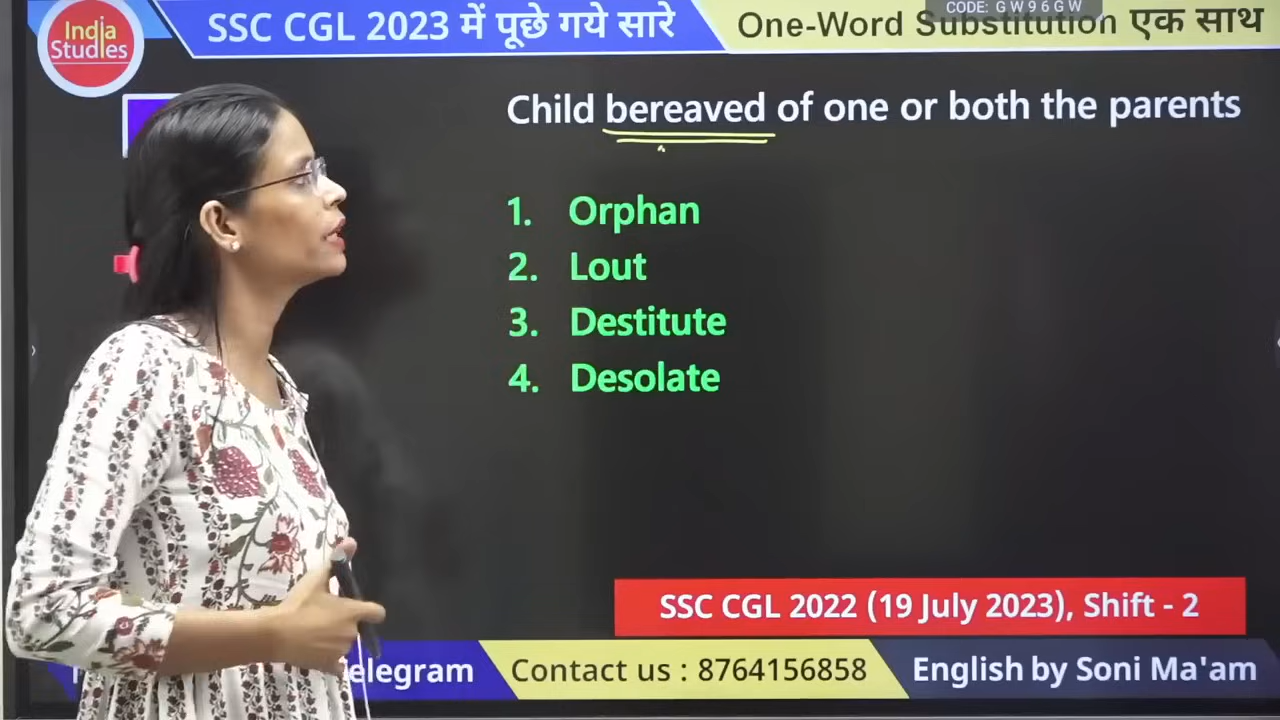 India
Studies
SSC CGL 2023 में पूछे गये सारे
One-Word Substitution एक साथ
CODE: GW96GW
Child bereaved of one or both the parents
1. Orphan
2. Lout
3. Destitute
4. Desolate
SSC CGL 2022 (19 July 2023), Shift - 2
Contact us : 8764156858
English by Soni Ma'am